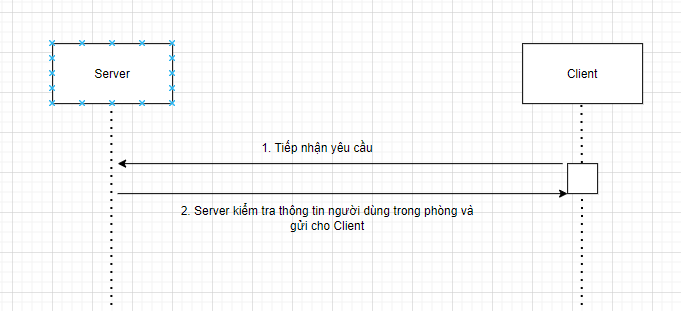 Server
Client
1. Tiếp nhận yêu cầu
2. Server kiểm tra thông tin người dùng trong phòng và
gửi cho Client